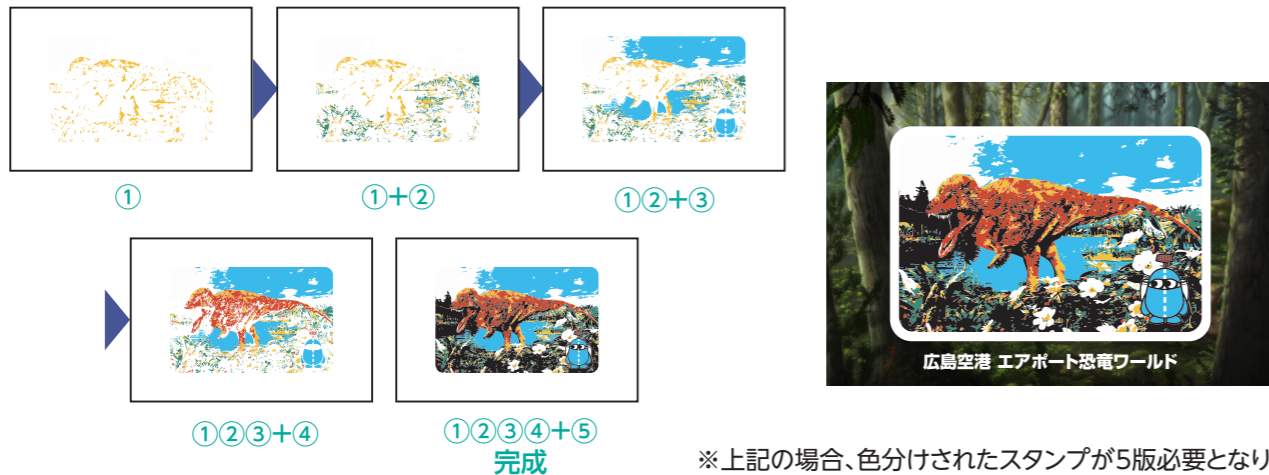 ①
①+②
①②+③
①②③+④
①②③④+⑤
完成
広島空港 エアポート恐竜ワールド
※上記の場合、色分けされたスタンプが5版必要となり